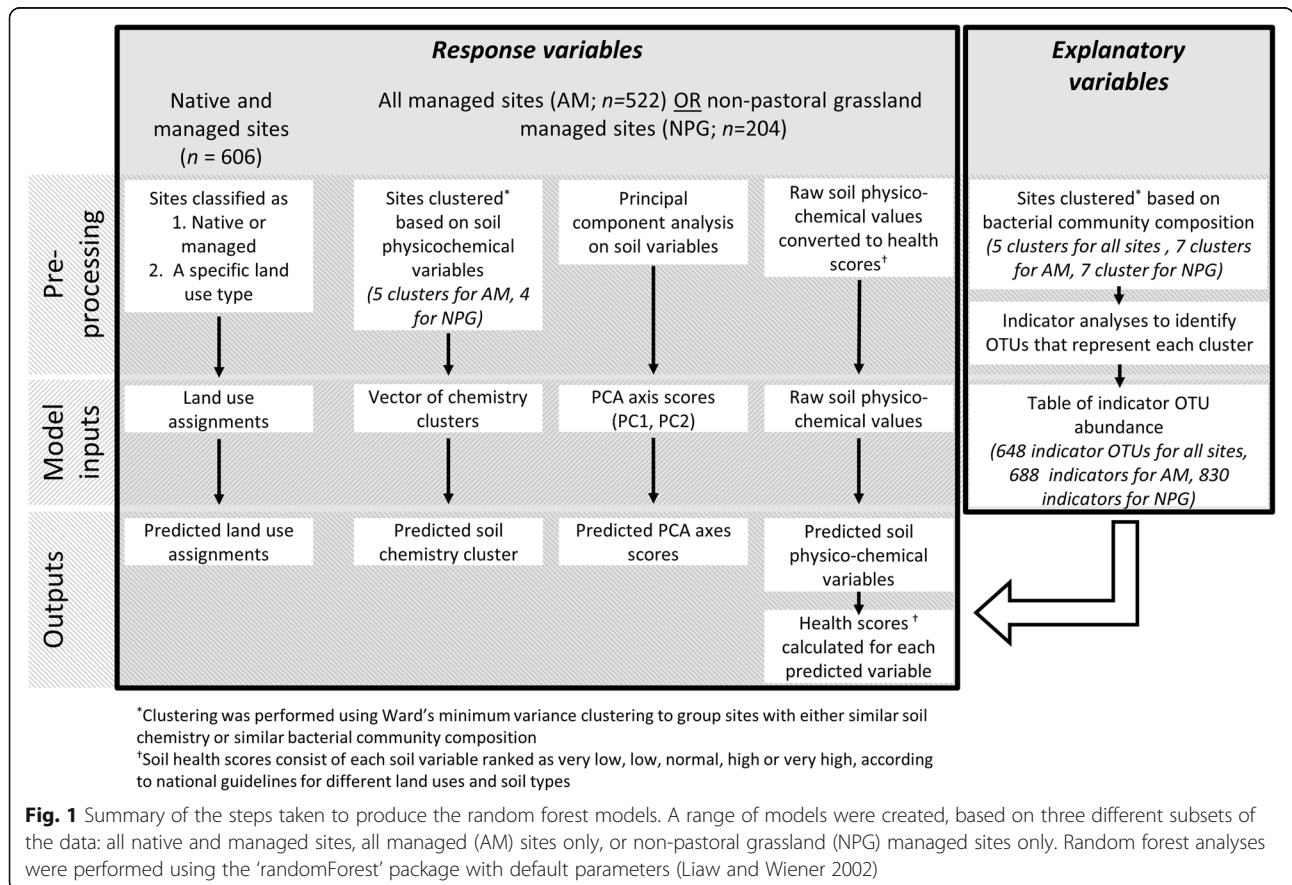 Response variables
Explanatory
variables
Native and
managed sites
(n = 606)
All managed sites (AM; n=522) OR non-pastoral grassland
managed sites (NPG; n=204)
Pre-
processing
Sites classified as
1. Native or
managed
2. A specific land
use type
Sites clustered*
based on soil
physicochemical
variables
(5 clusters for AM, 4
for NPG)
Principal
component analysis
on soil variables
Raw soil physico-
chemical values
converted to health
scores†
Sites clustered* based on
bacterial community composition
(5 clusters for all sites , 7 clusters
for AM, 7 cluster for NPG)
Indicator analyses to identify
OTUs that represent each cluster
Model
inputs
Land use
assignments
Vector of chemistry
clusters
PCA axis scores
(PC1, PC2)
Raw soil physico-
chemical values
Table of indicator OTU
abundance
(648 indicator OTUs for all sites,
688 indicators for AM, 830
indicators for NPG)
Outputs
Predicted land use
assignments
Predicted soil
chemistry cluster
Predicted PCA axes
scores
Predicted soil
physico-chemical
variables
Health scores †
calculated for each
predicted variable
*Clustering was performed using Ward's minimum variance clustering to group sites with either similar soil
chemistry or similar bacterial community composition
†Soil health scores consist of each soil variable ranked as very low, low, normal, high or very high, according
to national guidelines for different land uses and soil types
Fig. 1 Summary of the steps taken to produce the random forest models. A range of models were created, based on three different subsets of
the data: all native and managed sites, all managed (AM) sites only, or non-pastoral grassland (NPG) managed sites only. Random forest analyses
were performed using the 'randomForest' package with default parameters (Liaw and Wiener 2002)